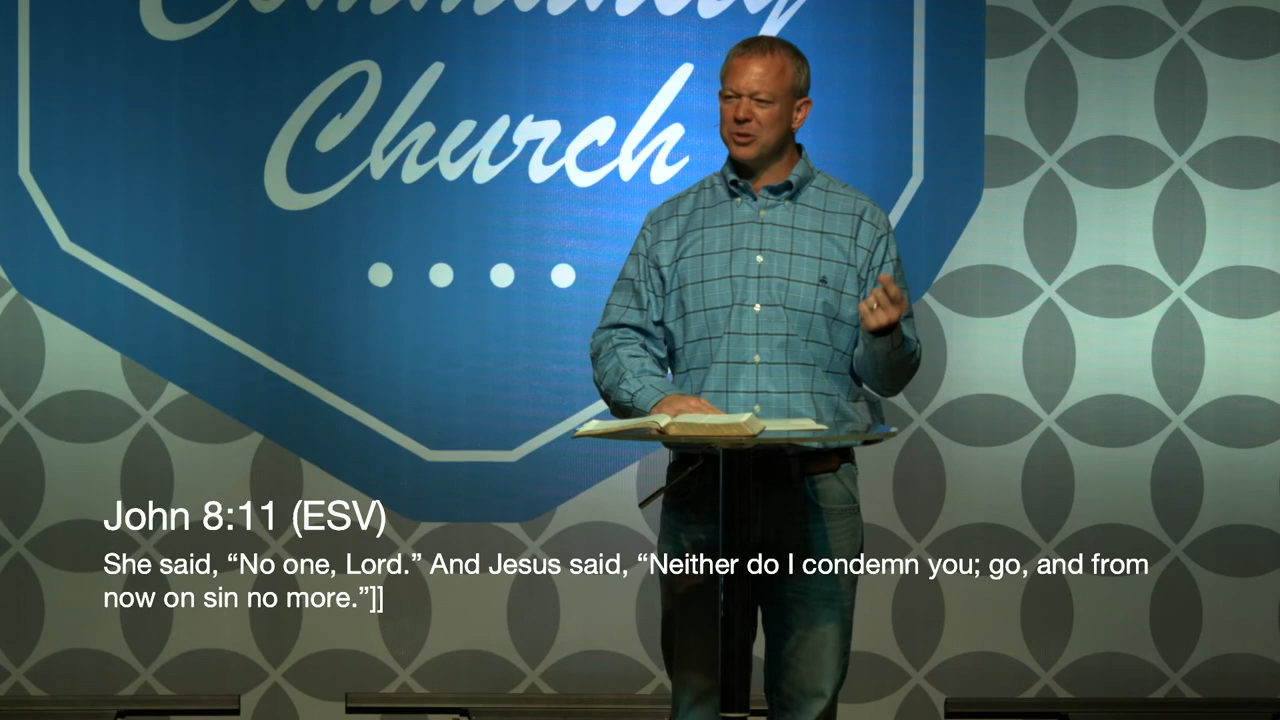 Community
Church
John 8:11 (ESV)
She said, “No one, Lord.” And Jesus said, “Neither do I condemn you; go, and from
now on sin no more.”]]